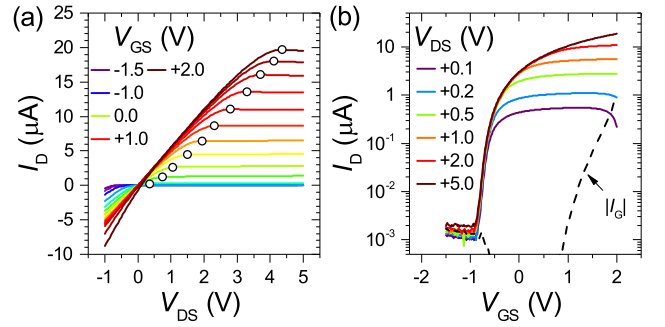 (a)
V_GS (V)
-1.5 +2.0
-1.0
0.0
+1.0
25
20
15
10
5
0
-5
-10
I_D (μA)
-1 0 1 2 3 4 5
V_DS (V)
(b)
V_DS (V)
+0.1
+0.2
+0.5
+1.0
+2.0
+5.0
10²
10¹
1
10⁻¹
10⁻²
10⁻³
I_D (μA)
|I_G|
-2 -1 0 1 2
V_GS (V)